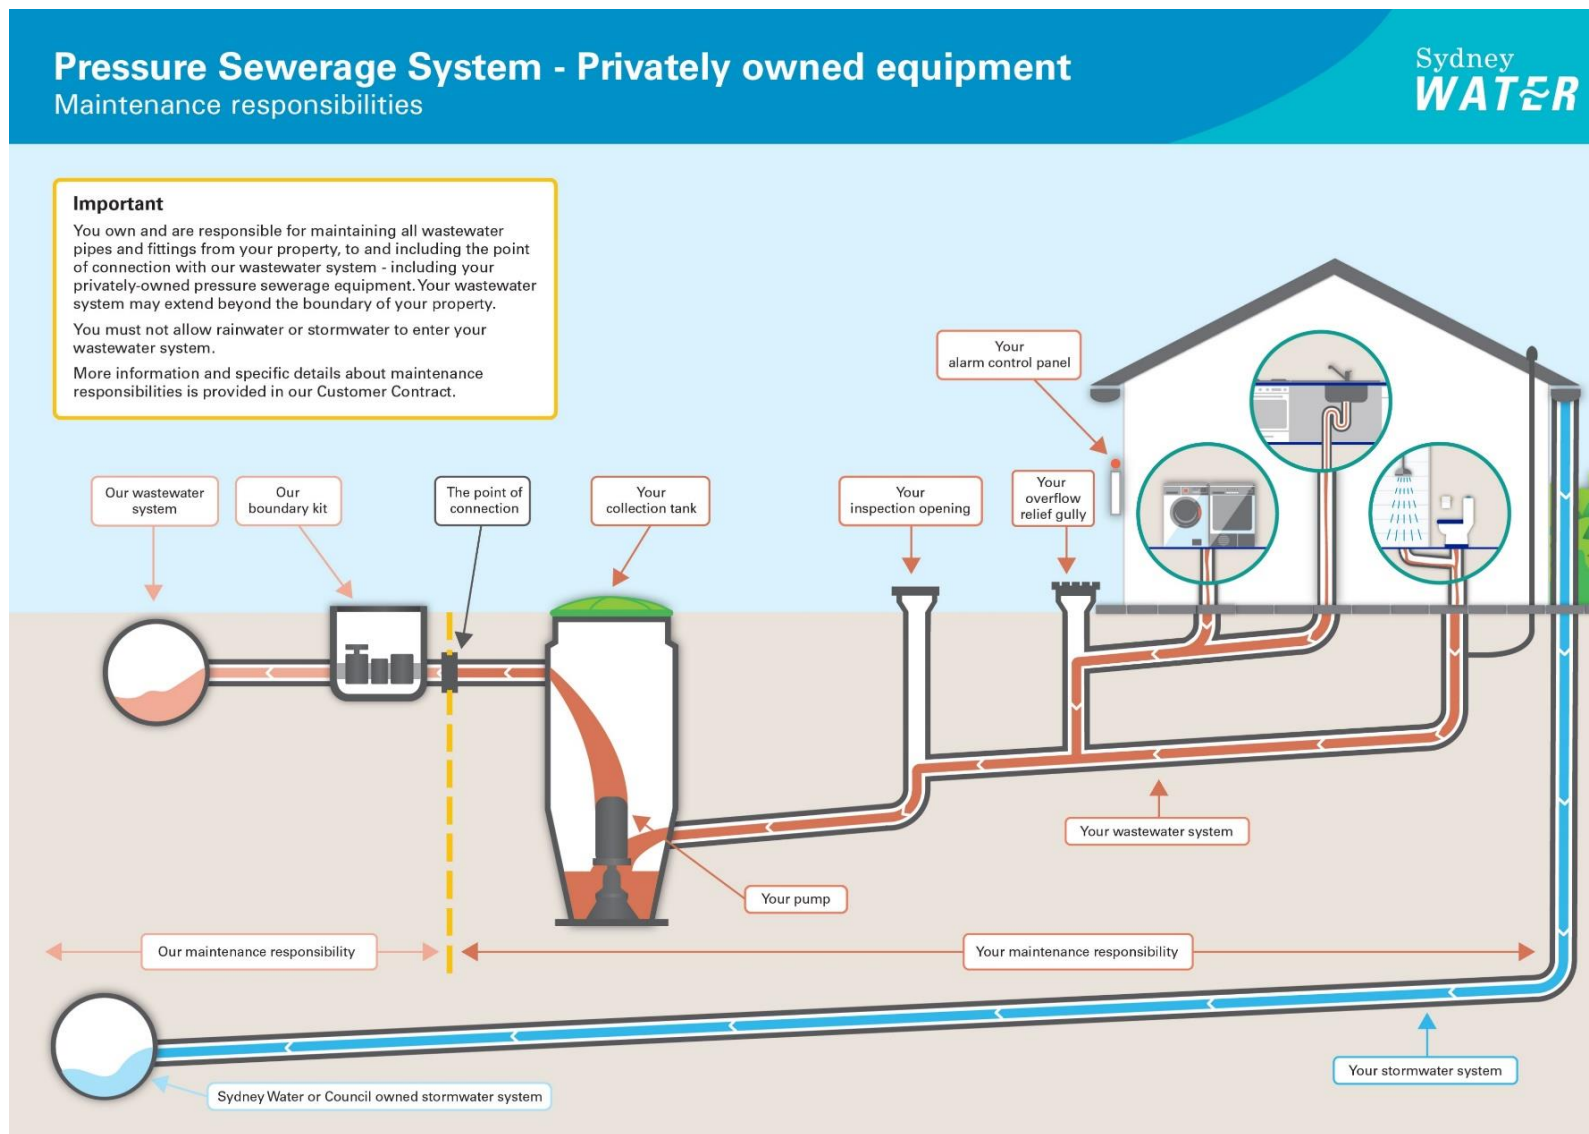 Pressure Sewerage System - Privately owned equipment
Maintenance responsibilities
Sydney
WATER
Important
You own and are responsible for maintaining all wastewater
pipes and fittings from your property, to and including the point
of connection with our wastewater system - including your
privately-owned pressure sewerage equipment. Your wastewater
system may extend beyond the boundary of your property.
You must not allow rainwater or stormwater to enter your
wastewater system.
More information and specific details about maintenance
responsibilities is provided in our Customer Contract.
Your
alarm control panel
Our wastewater
system
Our
boundary kit
The point of
connection
Your
collection tank
Your
inspection opening
Your
overflow
relief gully
Your wastewater system
Your pump
Our maintenance responsibility
Your maintenance responsibility
Your stormwater system
Sydney Water or Council owned stormwater system